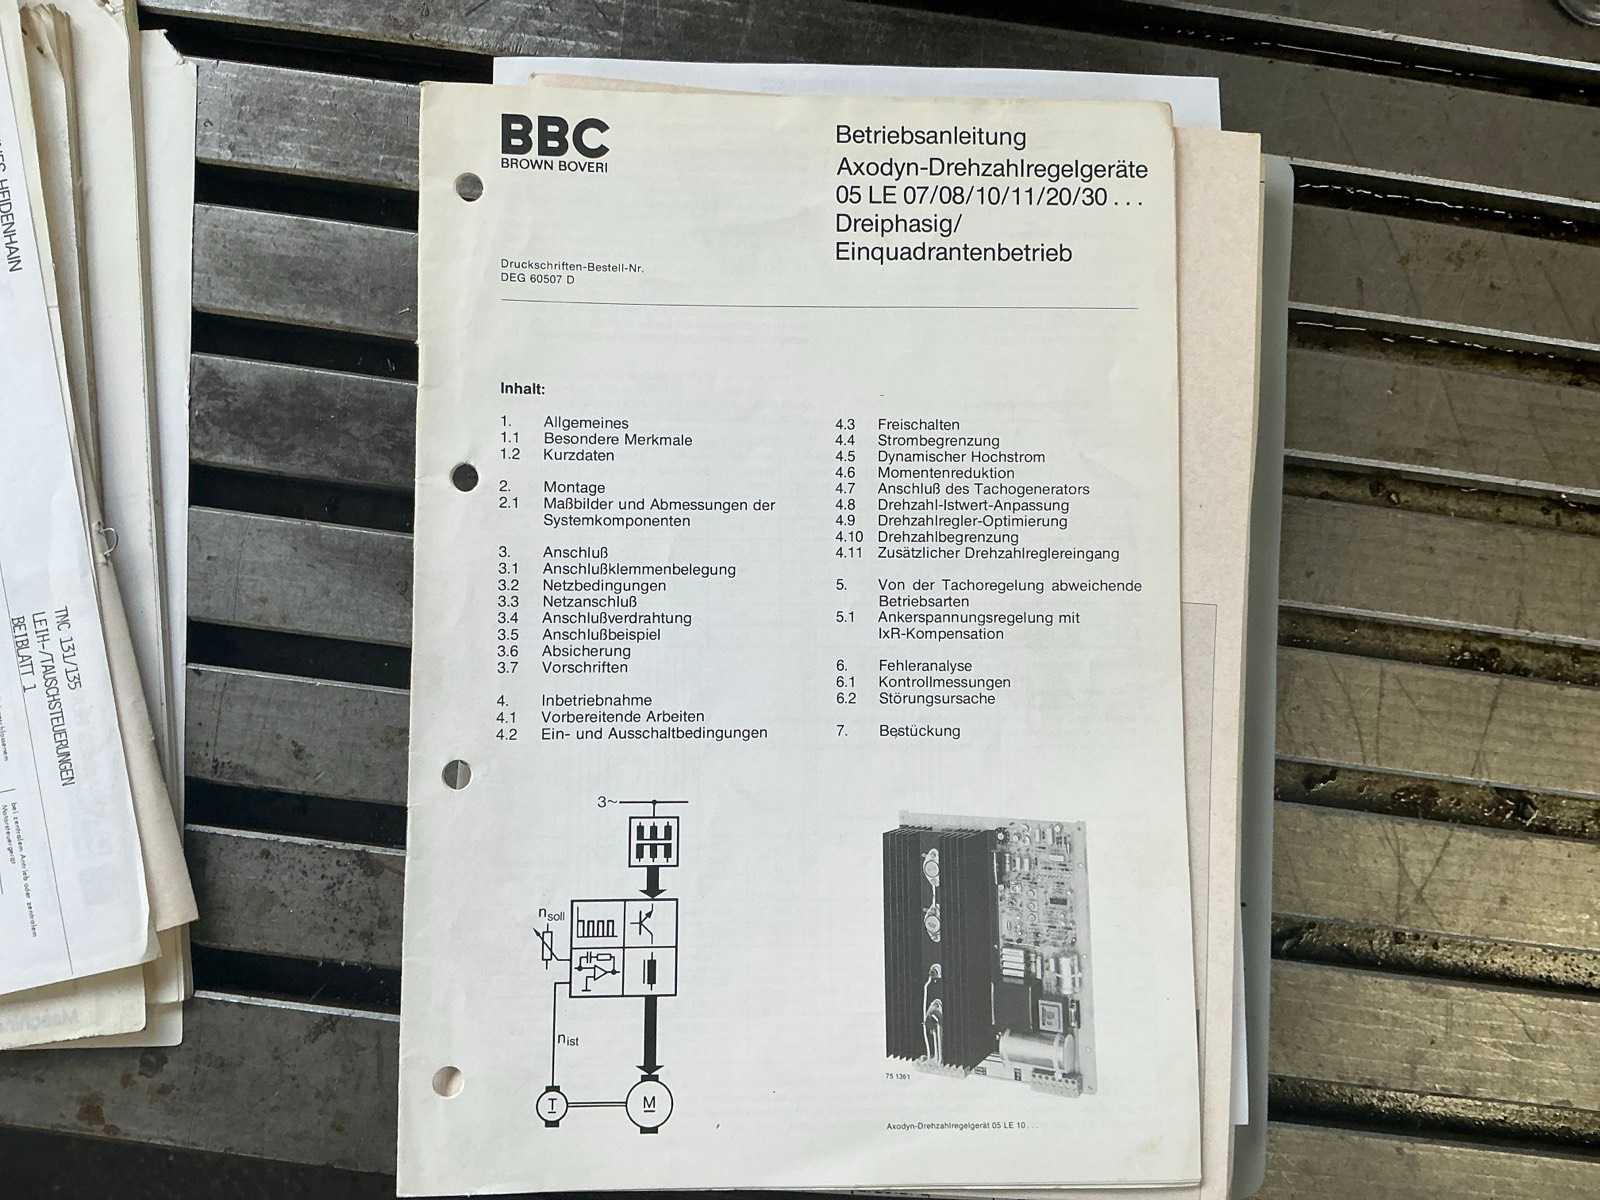 BBC
BROWN BOVERI
Betriebsanleitung
Axodyn-Drehzahlregelgeräte
05 LE 07/08/10/11/20/30 . . .
Dreiphasig/
Einquadrantenbetrieb
Druckschriften-Bestell-Nr.
DEG 60507 D
Inhalt:
1. Allgemeines
1.1 Besondere Merkmale
1.2 Kurzdaten
2. Montage
2.1 Maßbilder und Abmessungen der
Systemkomponenten
3. Anschluß
3.1 Anschlußklemmenbelegung
3.2 Netzbedingungen
3.3 Netzanschluß
3.4 Anschlußverdrahtung
3.5 Anschlußbeispiel
3.6 Absicherung
3.7 Vorschriften
4. Inbetriebnahme
4.1 Vorbereitende Arbeiten
4.2 Ein- und Ausschaltbedingungen
4.3 Freischalten
4.4 Strombegrenzung
4.5 Dynamischer Hochstrom
4.6 Momentenreduktion
4.7 Anschluß des Tachogenerators
4.8 Drehzahl-Istwert-Anpassung
4.9 Drehzahlregler-Optimierung
4.10 Drehzahlbegrenzung
4.11 Zusätzlicher Drehzahlreglereingang
5. Von der Tachoregelung abweichende
Betriebsarten
5.1 Ankerspannungsregelung mit
IxR-Kompensation
6. Fehleranalyse
6.1 Kontrollmessungen
6.2 Störungsursache
7. Bestückung
3~
nsoll
nist
T
M
75 1361
Axodyn-Drehzahlregelgerät 05 LE 10 . . .
HEIDENHAIN
TNC 131/135
LEIH-/TAUSCHSTEUERUNGEN
BEIBLATT 1
bei zentralem Antrieb oder zentralem